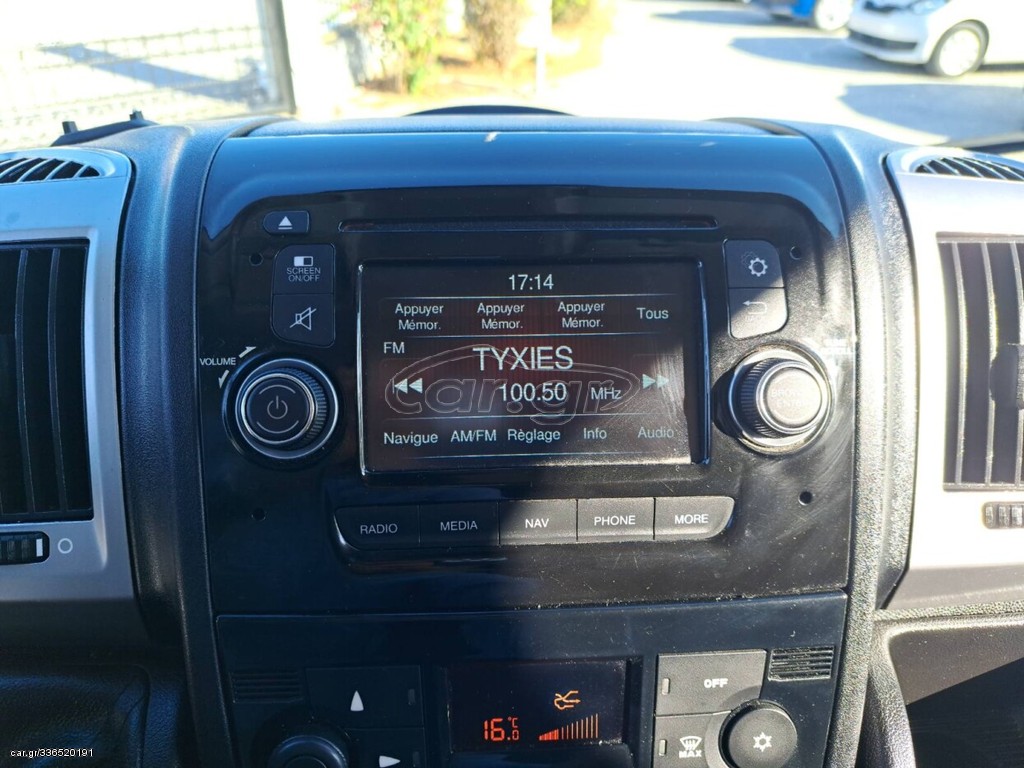 SCREEN
ON/OFF
VOLUME
17:14
Appuyer Appuyer Appuyer Tous
Mémor. Mémor. Mémor.
FM
TYXIES
car.gr
100.50 MHz
Navigue AM/FM Règlage Info Audio
RADIO MEDIA NAV PHONE MORE
OFF
16.0 °C
MAX
car.gr/336520191